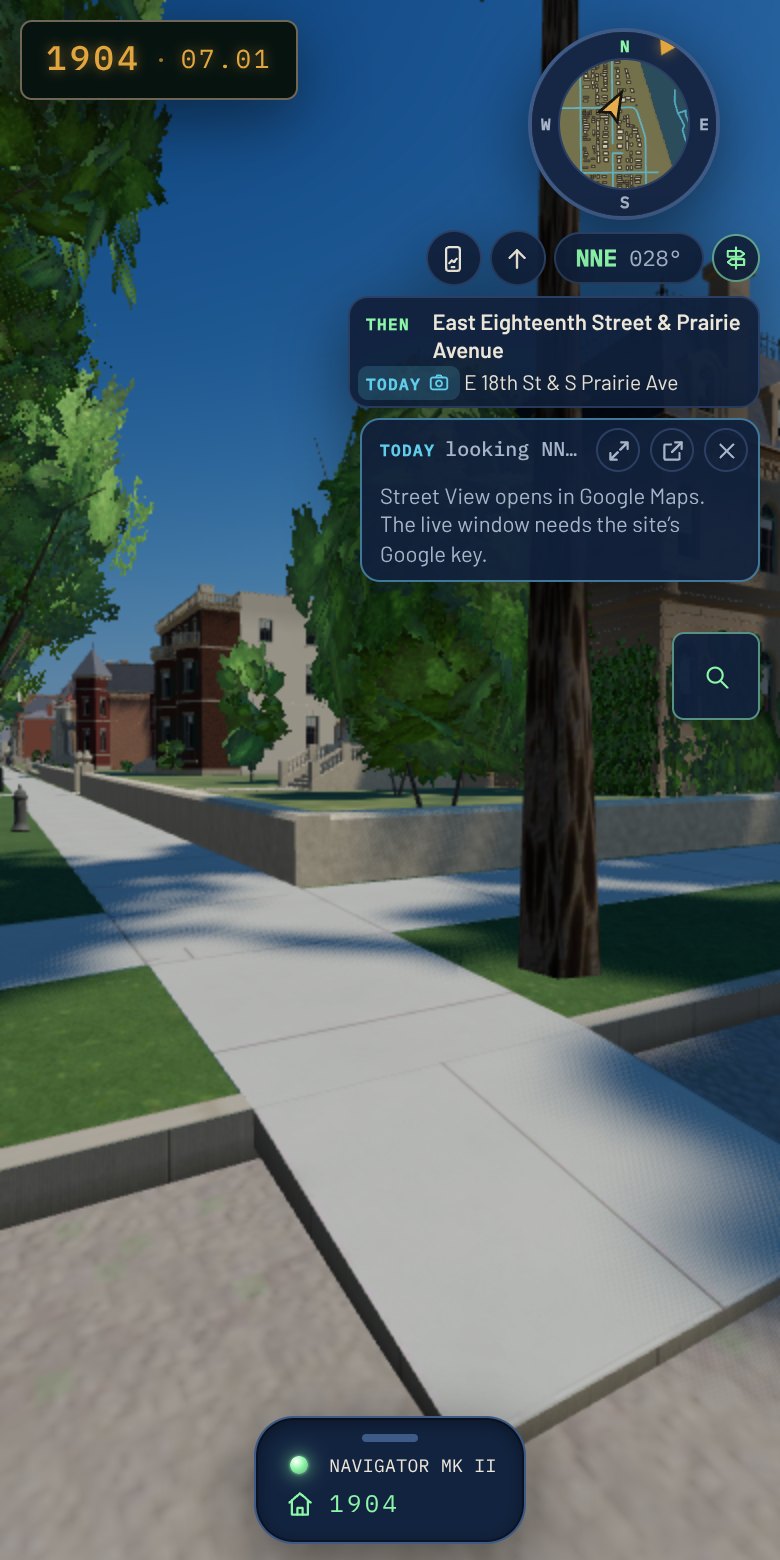 1904 · 07.01
N
W
E
S
NNE 028°
THEN East Eighteenth Street & Prairie
Avenue
TODAY E 18th St & S Prairie Ave
TODAY looking NN…
Street View opens in Google Maps.
The live window needs the site’s
Google key.
NAVIGATOR MK II
1904